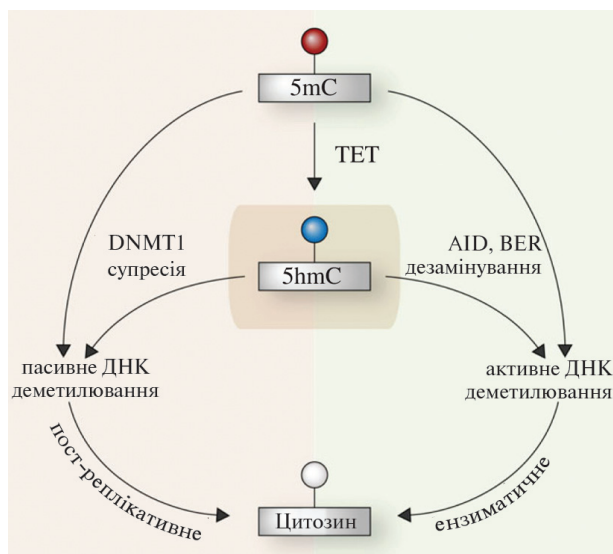 5mC
TET
DNMT1
супресія
5hmC
AID, BER
дезамінування
пасивне ДНК
деметилювання
активне ДНК
деметилювання
пост-реплікативне
ензиматичне
Цитозин